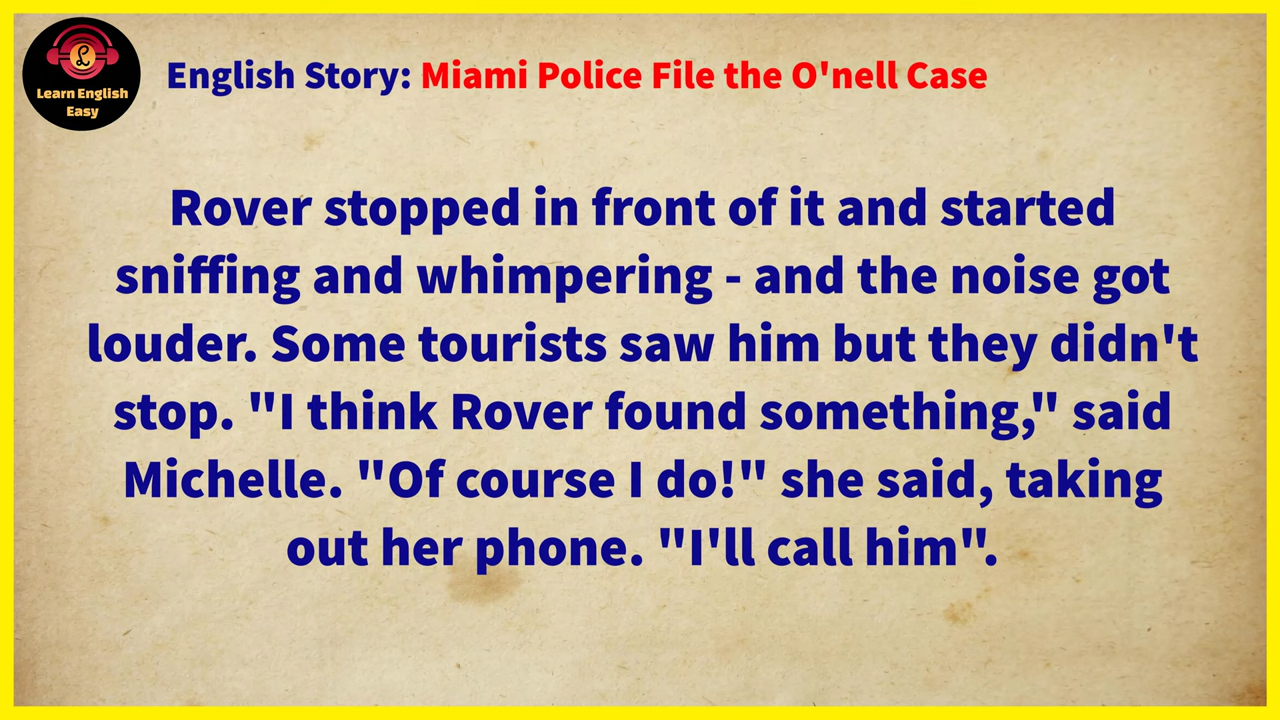 Learn English
Easy
English Story: Miami Police File the O'nell Case
Rover stopped in front of it and started
sniffing and whimpering - and the noise got
louder. Some tourists saw him but they didn't
stop. "I think Rover found something," said
Michelle. "Of course I do!" she said, taking
out her phone. "I'll call him".